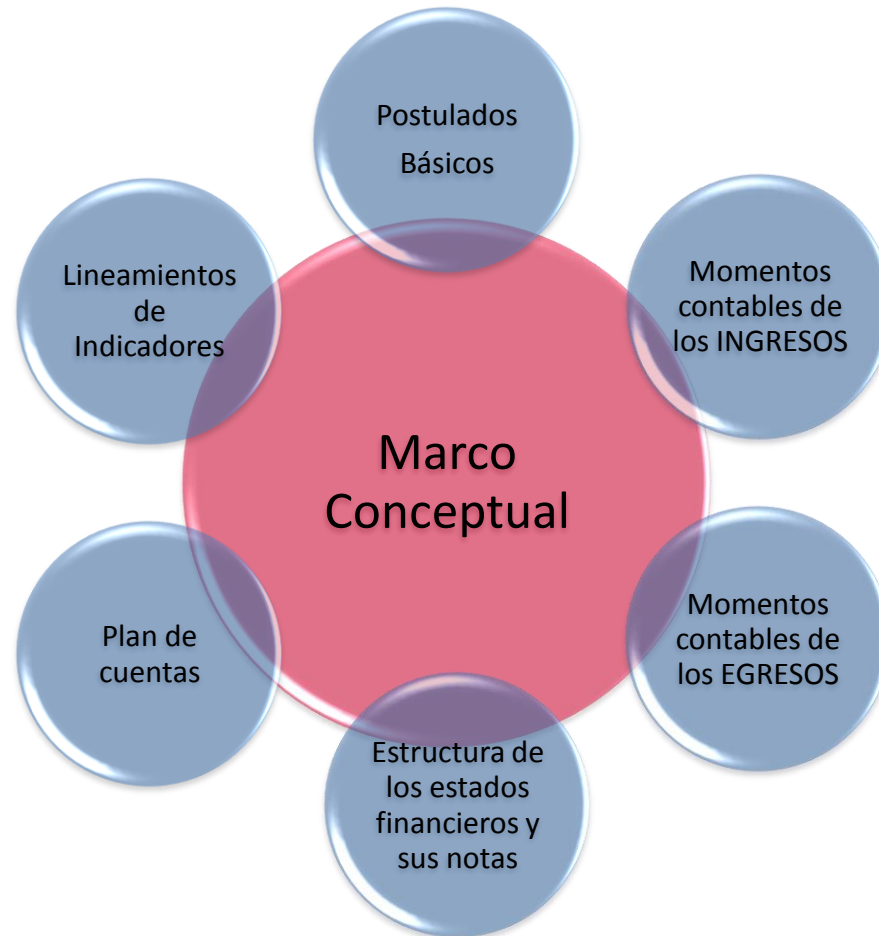 Postulados
Básicos
Momentos
contables de
los INGRESOS
Momentos
contables de
los EGRESOS
Estructura de
los estados
financieros y
sus notas
Plan de
cuentas
Lineamientos
de
Indicadores
Marco
Conceptual